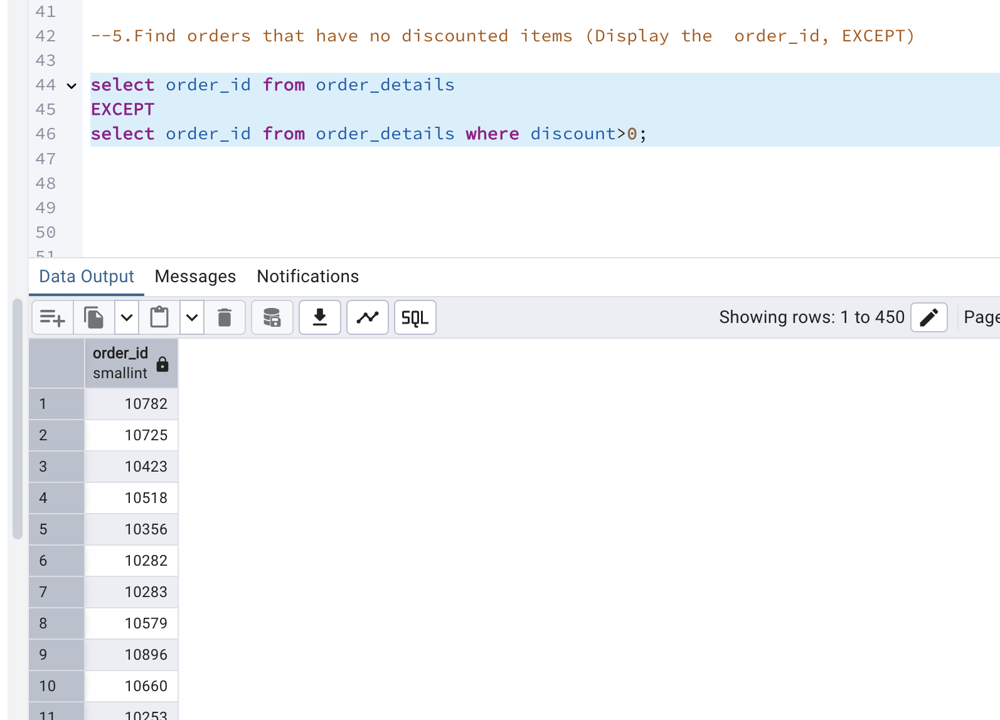 41
42 --5.Find orders that have no discounted items (Display the  order_id, EXCEPT)
43
44 select order_id from order_details
45 EXCEPT
46 select order_id from order_details where discount>0;
47
48
49
50
51
Data Output Messages Notifications
SQL Showing rows: 1 to 450 Page
order_id
smallint
1 10782
2 10725
3 10423
4 10518
5 10356
6 10282
7 10283
8 10579
9 10896
10 10660
11 10253